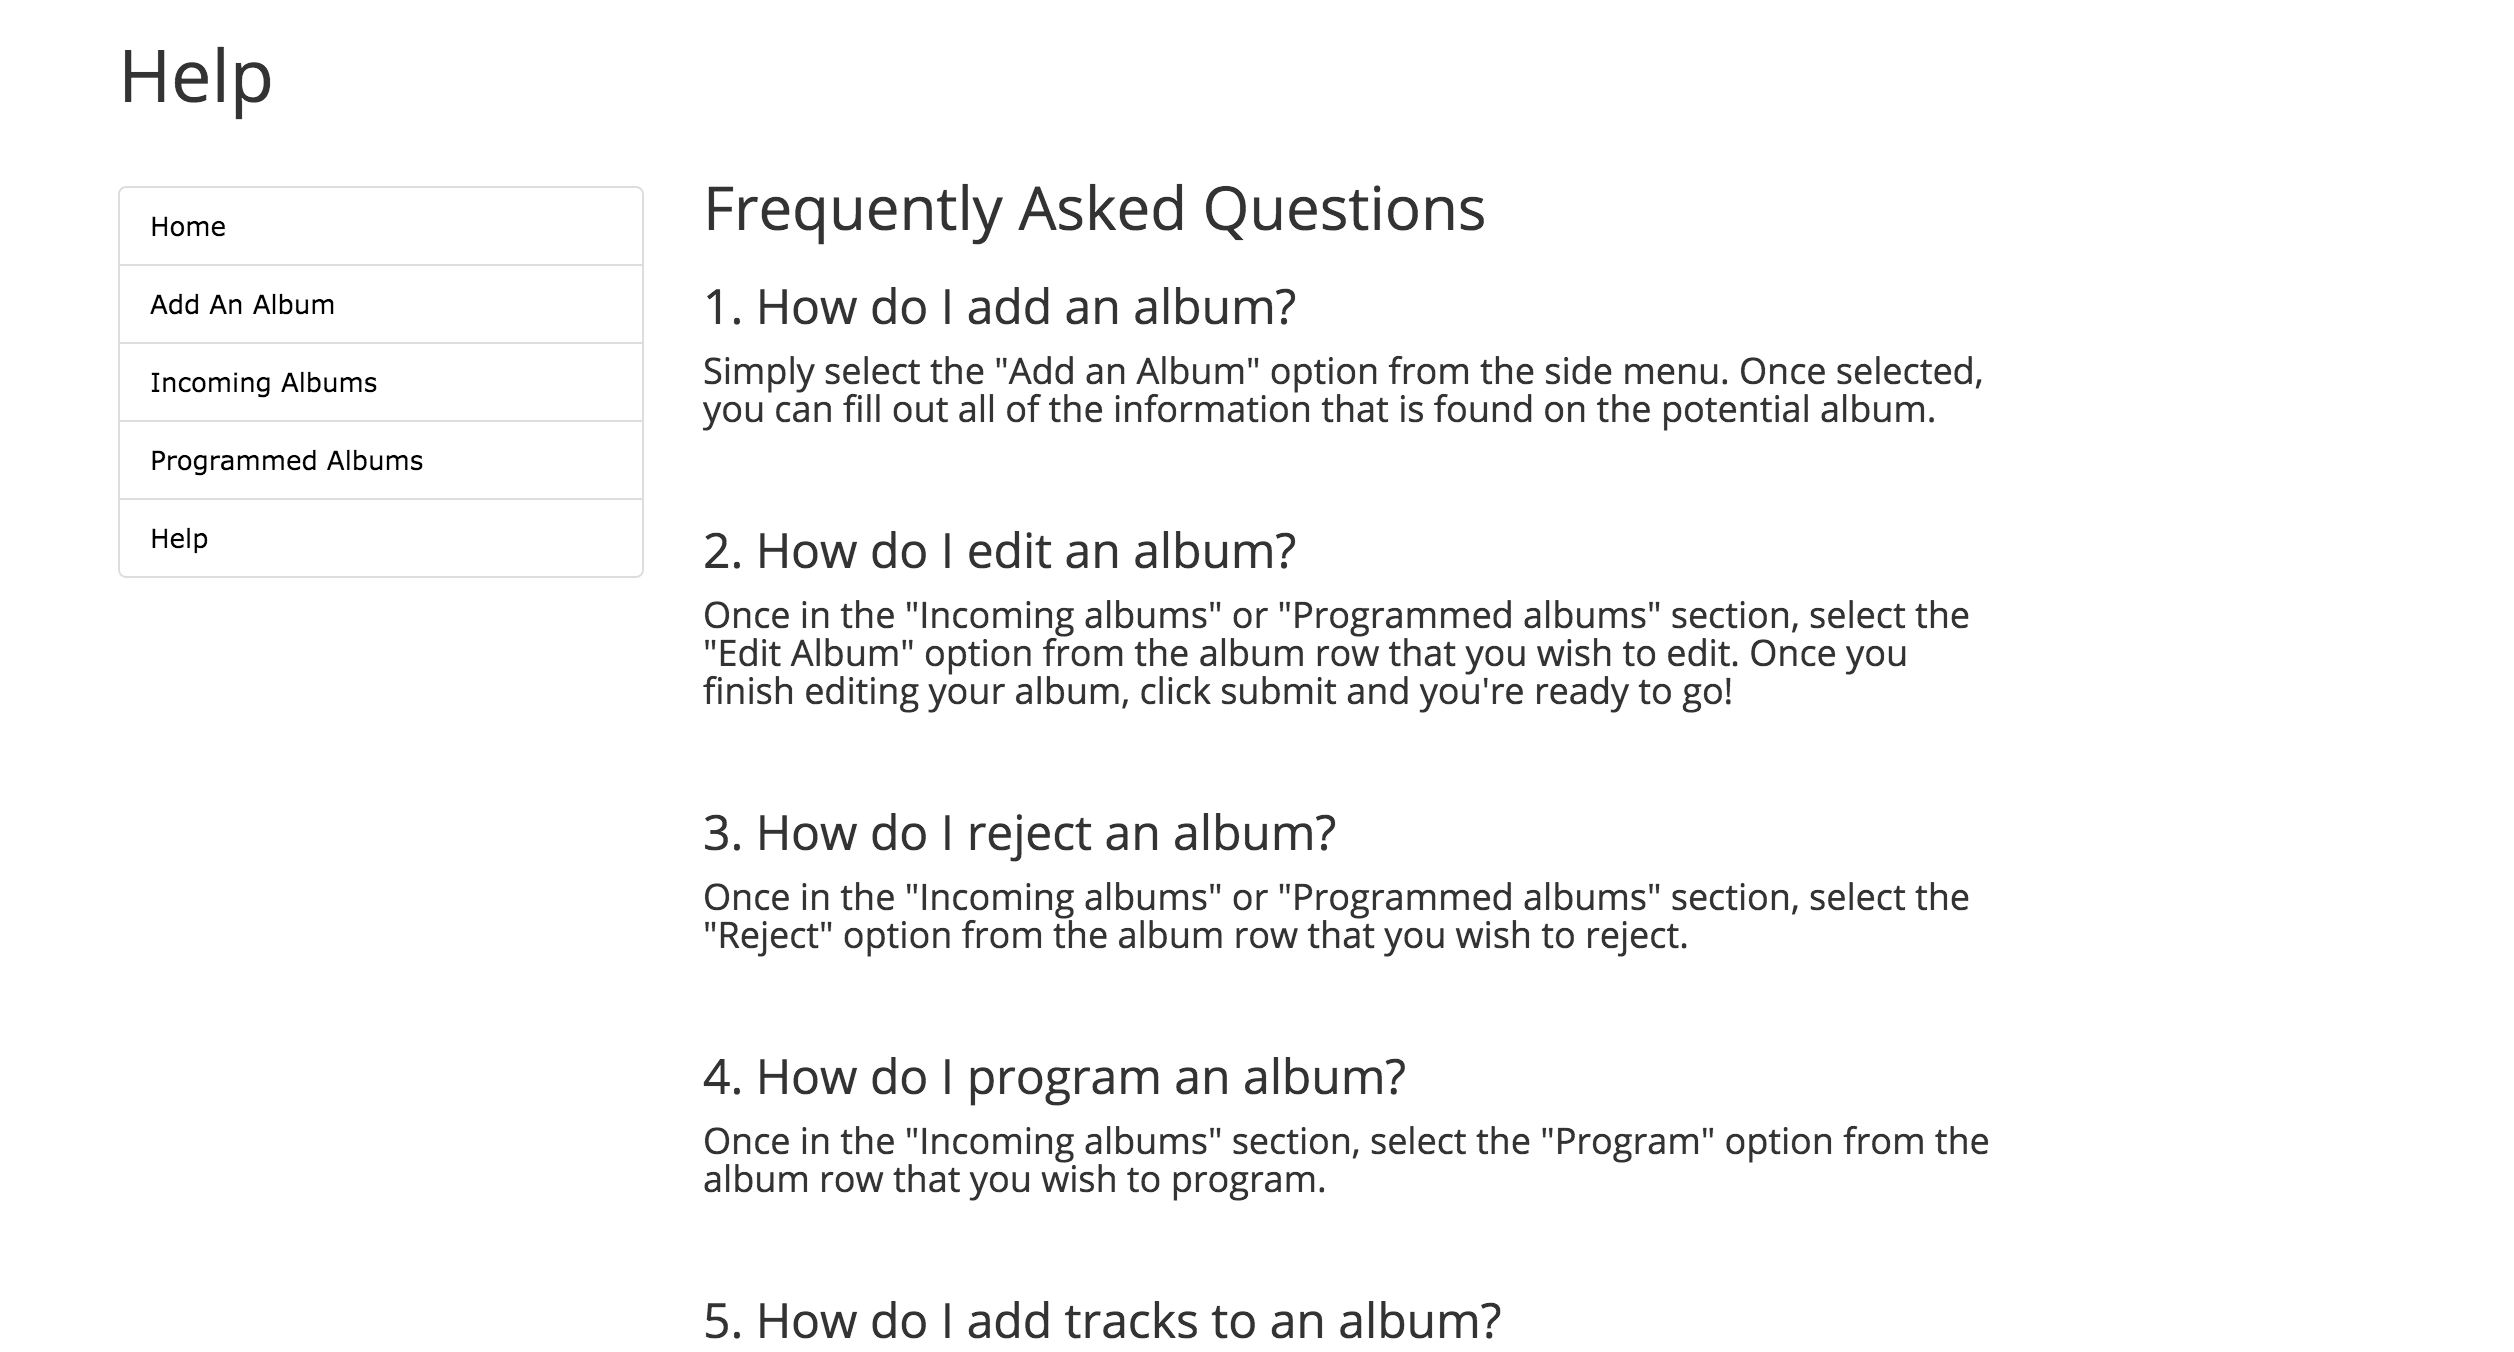 Help
Home
Add An Album
Incoming Albums
Programmed Albums
Help
Frequently Asked Questions
1. How do I add an album?
Simply select the "Add an Album" option from the side menu. Once selected,
you can fill out all of the information that is found on the potential album.
2. How do I edit an album?
Once in the "Incoming albums" or "Programmed albums" section, select the
"Edit Album" option from the album row that you wish to edit. Once you
finish editing your album, click submit and you're ready to go!
3. How do I reject an album?
Once in the "Incoming albums" or "Programmed albums" section, select the
"Reject" option from the album row that you wish to reject.
4. How do I program an album?
Once in the "Incoming albums" section, select the "Program" option from the
album row that you wish to program.
5. How do I add tracks to an album?